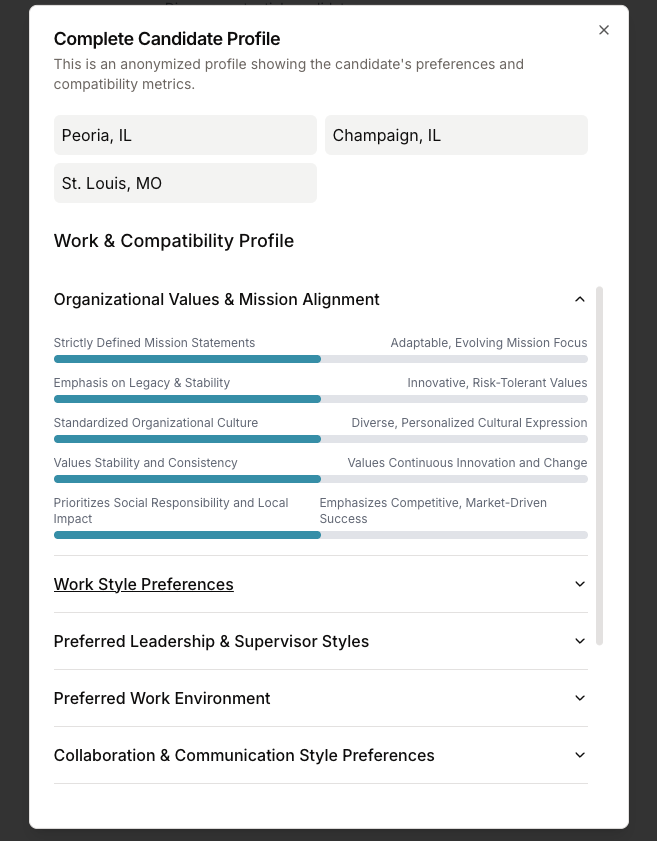 Complete Candidate Profile
This is an anonymized profile showing the candidate's preferences and
compatibility metrics.
Peoria, IL
Champaign, IL
St. Louis, MO
Work & Compatibility Profile
Organizational Values & Mission Alignment
Strictly Defined Mission Statements
Adaptable, Evolving Mission Focus
Emphasis on Legacy & Stability
Innovative, Risk-Tolerant Values
Standardized Organizational Culture
Diverse, Personalized Cultural Expression
Values Stability and Consistency
Values Continuous Innovation and Change
Prioritizes Social Responsibility and Local
Impact
Emphasizes Competitive, Market-Driven
Success
Work Style Preferences
Preferred Leadership & Supervisor Styles
Preferred Work Environment
Collaboration & Communication Style Preferences